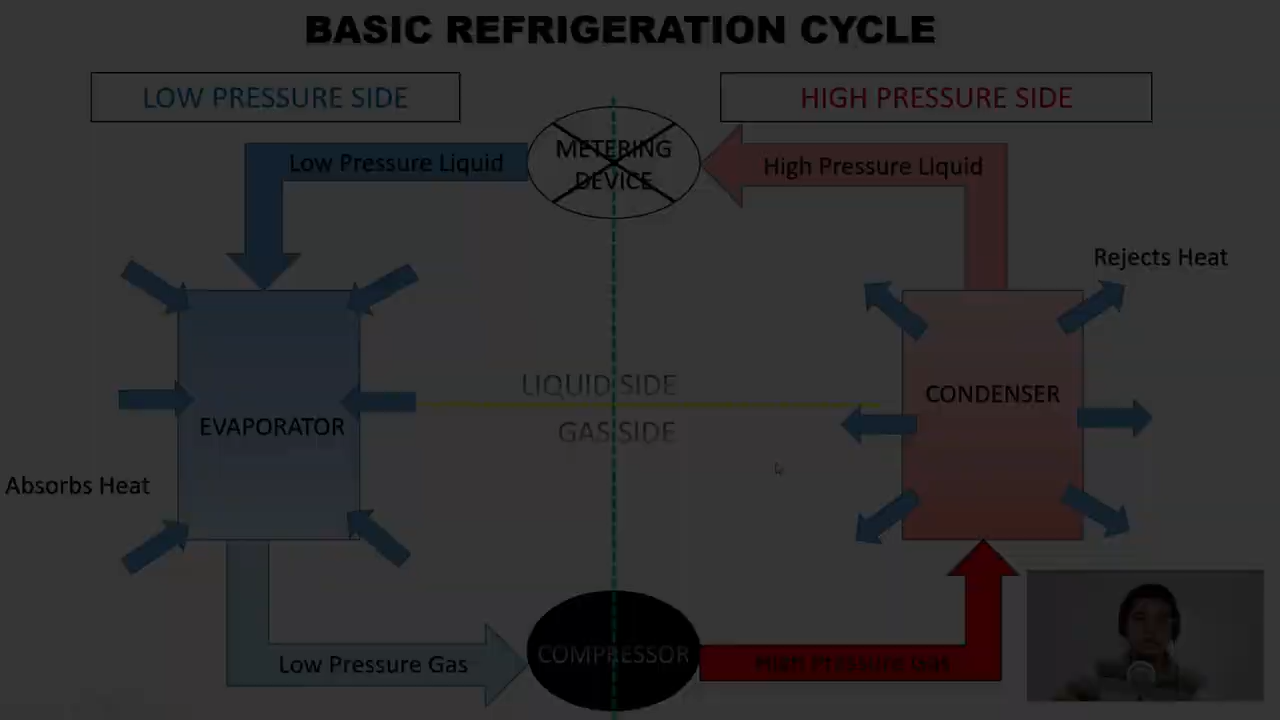 BASIC REFRIGERATION CYCLE
LOW PRESSURE SIDE
HIGH PRESSURE SIDE
METERING
DEVICE
Low Pressure Liquid
High Pressure Liquid
Rejects Heat
LIQUID SIDE
GAS SIDE
CONDENSER
EVAPORATOR
Absorbs Heat
COMPRESSOR
Low Pressure Gas
High Pressure Gas